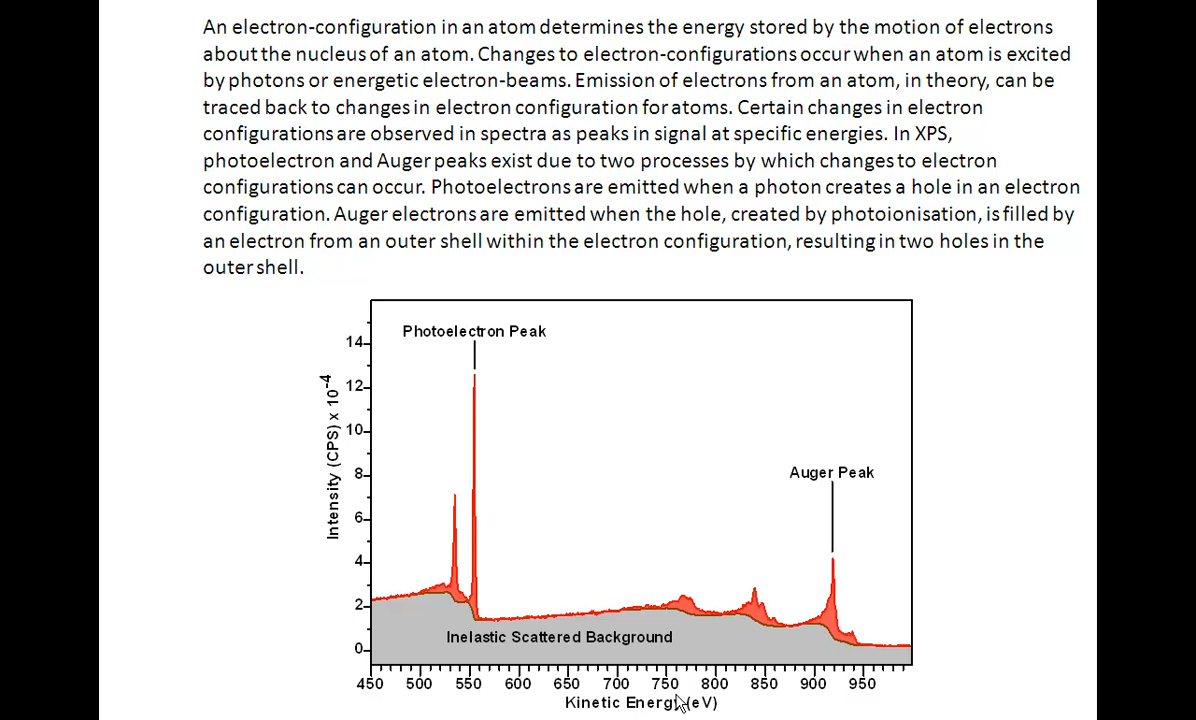 An electron-configuration in an atom determines the energy stored by the motion of electrons
about the nucleus of an atom. Changes to electron-configurations occur when an atom is excited
by photons or energetic electron-beams. Emission of electrons from an atom, in theory, can be
traced back to changes in electron configuration for atoms. Certain changes in electron
configurations are observed in spectra as peaks in signal at specific energies. In XPS,
photoelectron and Auger peaks exist due to two processes by which changes to electron
configurations can occur. Photoelectrons are emitted when a photon creates a hole in an electron
configuration. Auger electrons are emitted when the hole, created by photoionisation, is filled by
an electron from an outer shell within the electron configuration, resulting in two holes in the
outer shell.
Photoelectron Peak
14
12
10
8
6
4
2
0
Intensity (CPS) x 10⁻⁴
Auger Peak
Inelastic Scattered Background
450 500 550 600 650 700 750 800 850 900 950
Kinetic Energy (eV)